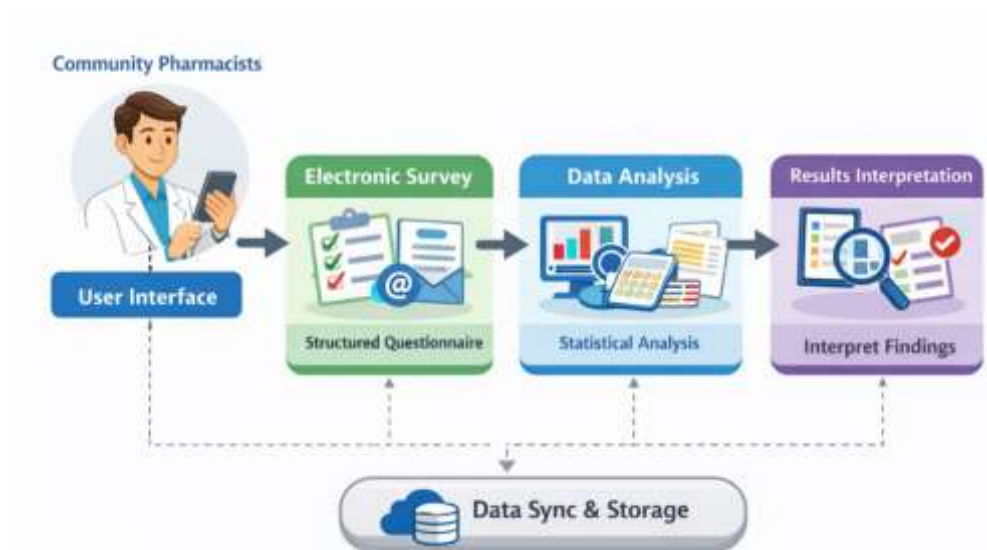 Community Pharmacists
User Interface
Electronic Survey
Structured Questionnaire
Data Analysis
Statistical Analysis
Results Interpretation
Interpret Findings
@
Data Sync & Storage